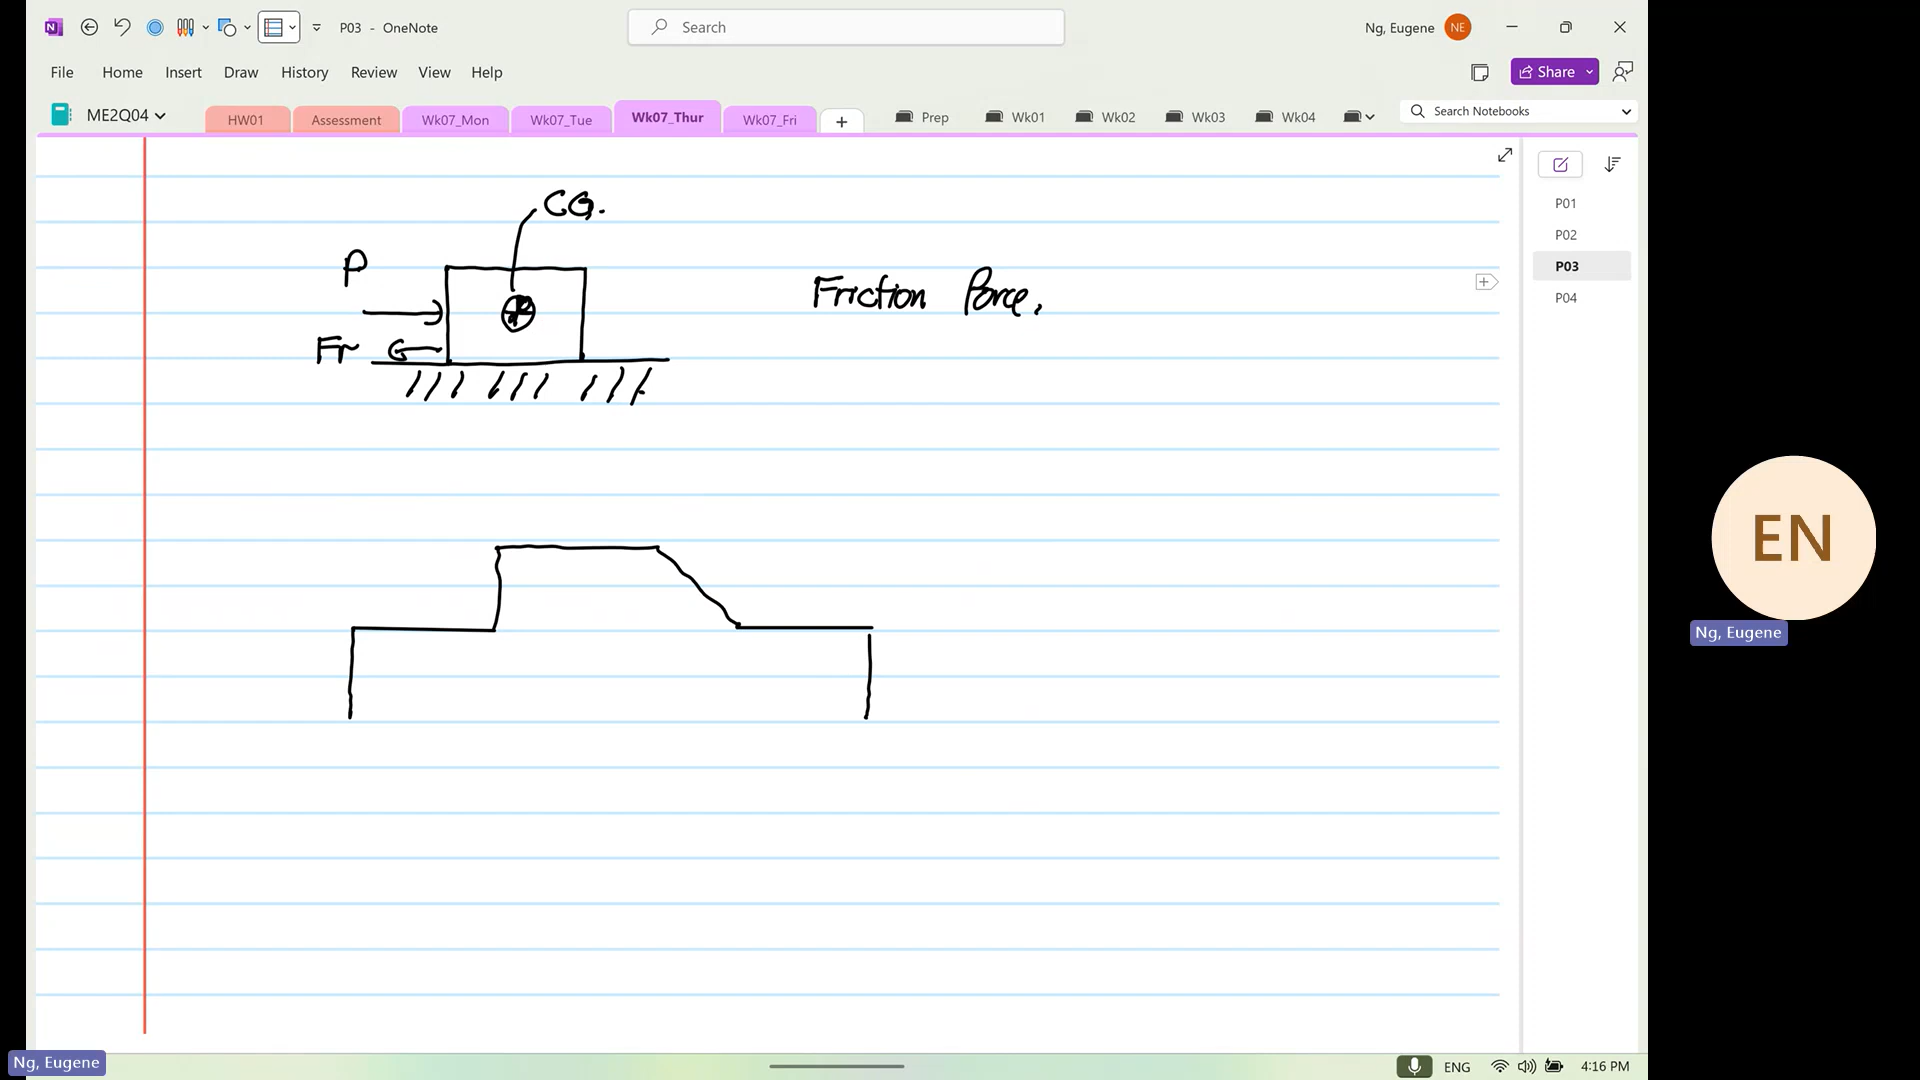 P03 - OneNote
Search
Ng, Eugene
NE
File
Home
Insert
Draw
History
Review
View
Help
Share
ME2Q04
HW01
Assessment
Wk07_Mon
Wk07_Tue
Wk07_Thur
Wk07_Fri
+
Prep
Wk01
Wk02
Wk03
Wk04
Search Notebooks
P01
P02
P03
P04
CG.
P
Friction Force,
Fr
EN
Ng, Eugene
Ng, Eugene
ENG
4:16 PM